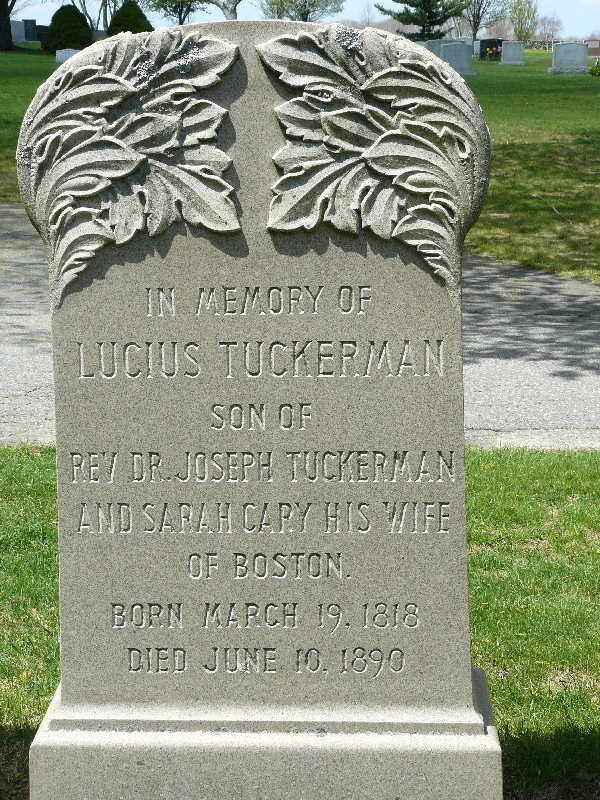 IN MEMORY OF
LUCIUS TUCKERMAN
SON OF
REV DR. JOSEPH TUCKERMAN
AND SARAH CARY HIS WIFE
OF BOSTON.
BORN MARCH 19. 1818
DIED JUNE 10, 1890